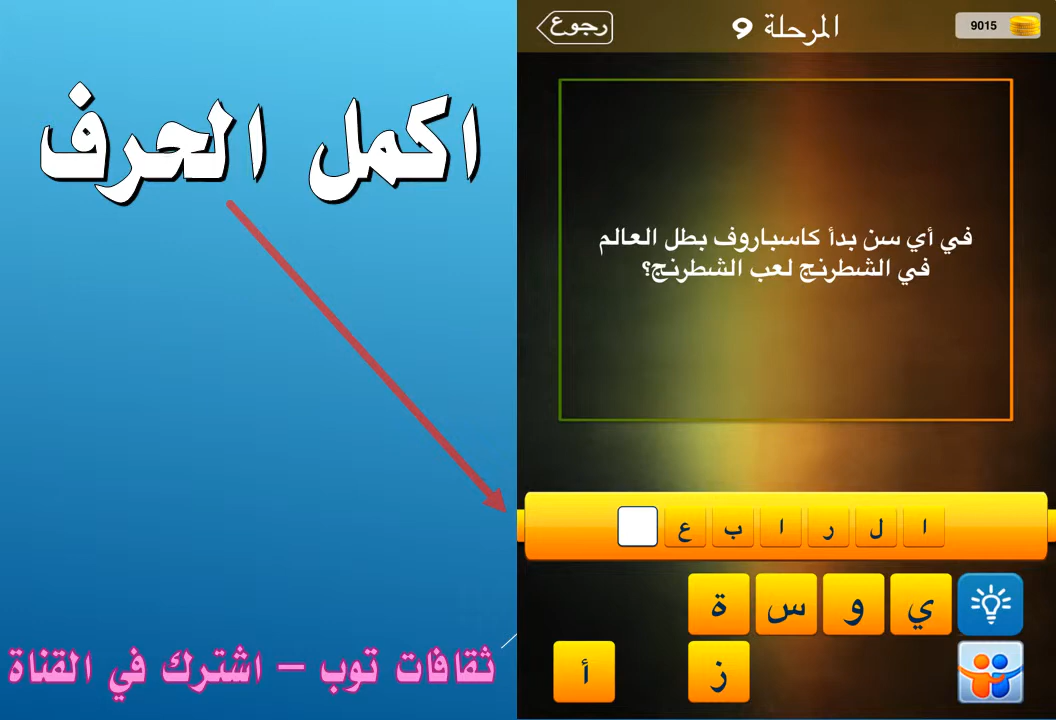 اكمل الحرف
ثقافات توب – اشترك في القناة
رجوع
المرحلة 9
9015
في أي سن بدأ كاسباروف بطل العالم
في الشطرنج لعب الشطرنج؟
ا ل ر ا ب ع
ي و س ة
ز أ